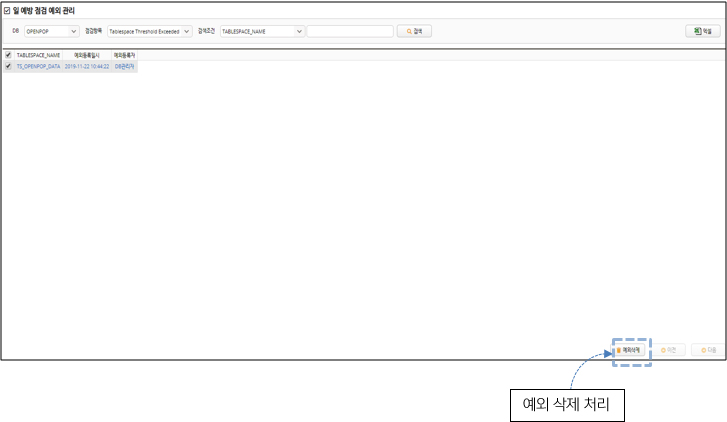 일 예방 점검 예외 관리
DB OPENPOP 점검항목 Tablespace Threshold Exceeded 검색조건 TABLESPACE_NAME 검색 엑셀
TABLESPACE_NAME 예외등록일시 예외등록자
TS_OPENPOP_DATA 2019-11-22 10:44:22 DB관리자
예외삭제 이전 다음
예외 삭제 처리